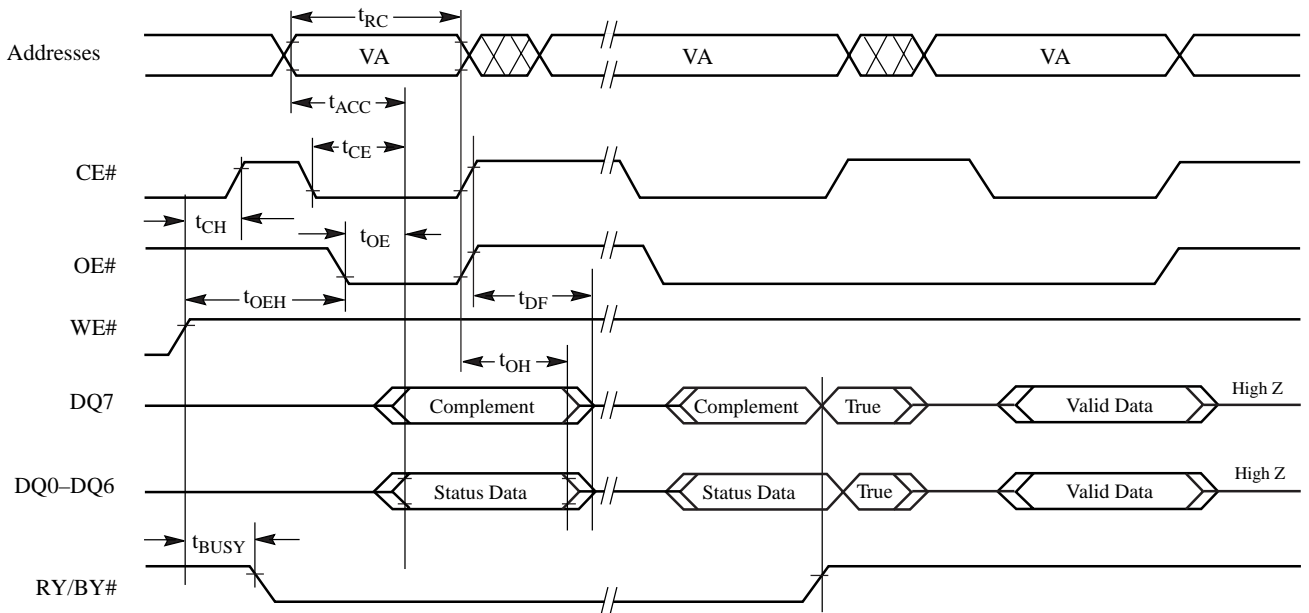 tRC
Addresses VA VA VA
tACC
tCE
CE#
tCH tOE
OE#
tOEH tDF
WE#
tOH
DQ7 Complement Complement True Valid Data High Z
DQ0–DQ6 Status Data Status Data True Valid Data High Z
tBUSY
RY/BY#